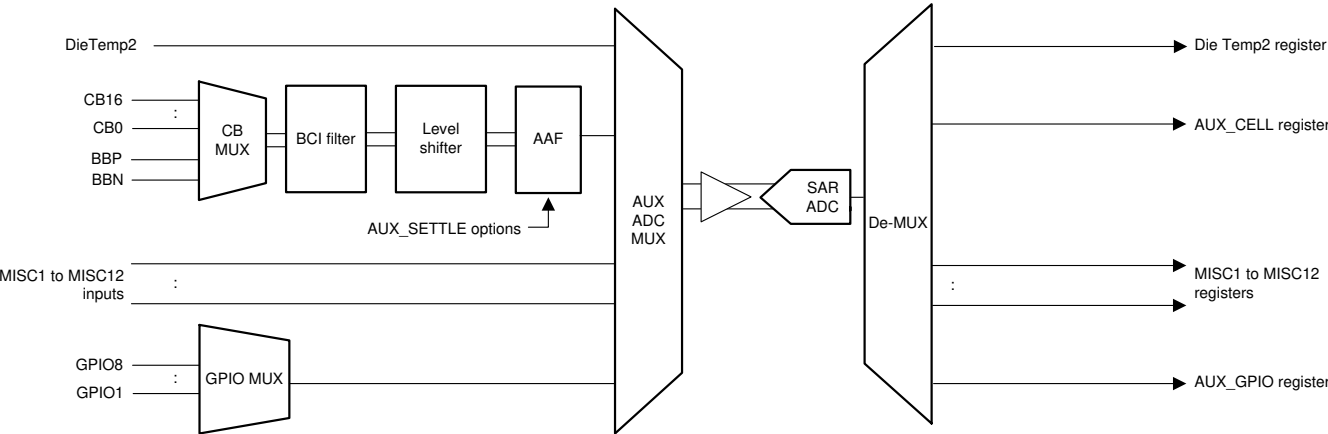 DieTemp2
Die Temp2 register
CB16
:
CB0
BBP
BBN
CB
MUX
BCI filter
Level
shifter
AAF
AUX_SETTLE options
AUX_CELL register
AUX
ADC
MUX
SAR
ADC
De-MUX
MISC1 to MISC12
inputs
:
:
MISC1 to MISC12
registers
GPIO8
:
GPIO1
GPIO MUX
AUX_GPIO register